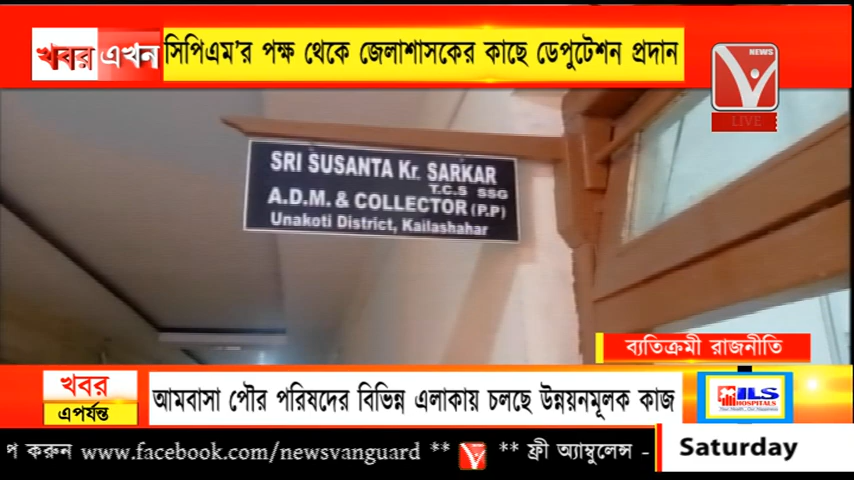 খবর এখন
সিপিএম'র পক্ষ থেকে জেলাশাসকের কাছে ডেপুটেশন প্রদান
NEWS
V
LIVE
SRI SUSANTA Kr. SARKAR
T.C.S SSG
A.D.M. & COLLECTOR (P.P)
Unakoti District, Kailashahar
ব্যতিক্রমী রাজনীতি
খবর
এপর্যন্ত
আমবাসা পৌর পরিষদের বিভিন্ন এলাকায় চলছে উন্নয়নমূলক কাজ
ILS
HOSPITALS
প করুন www.facebook.com/newsvanguard ** V ** ফ্রী অ্যাম্বুলেন্স -
Saturday